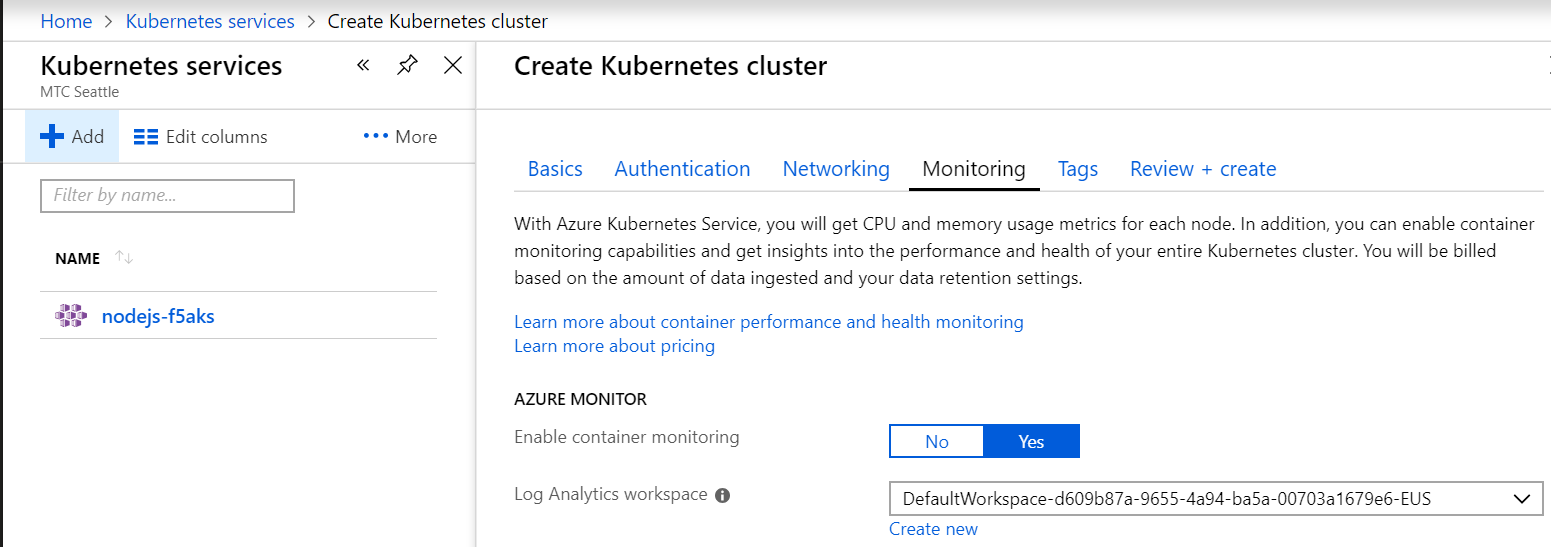 Home > Kubernetes services > Create Kubernetes cluster
Kubernetes services
MTC Seattle
Add
Edit columns
More
Filter by name...
NAME
nodejs-f5aks
Create Kubernetes cluster
Basics Authentication Networking Monitoring Tags Review + create
With Azure Kubernetes Service, you will get CPU and memory usage metrics for each node. In addition, you can enable container
monitoring capabilities and get insights into the performance and health of your entire Kubernetes cluster. You will be billed
based on the amount of data ingested and your data retention settings.
Learn more about container performance and health monitoring
Learn more about pricing
AZURE MONITOR
Enable container monitoring
No Yes
Log Analytics workspace
DefaultWorkspace-d609b87a-9655-4a94-ba5a-00703a1679e6-EUS
Create new